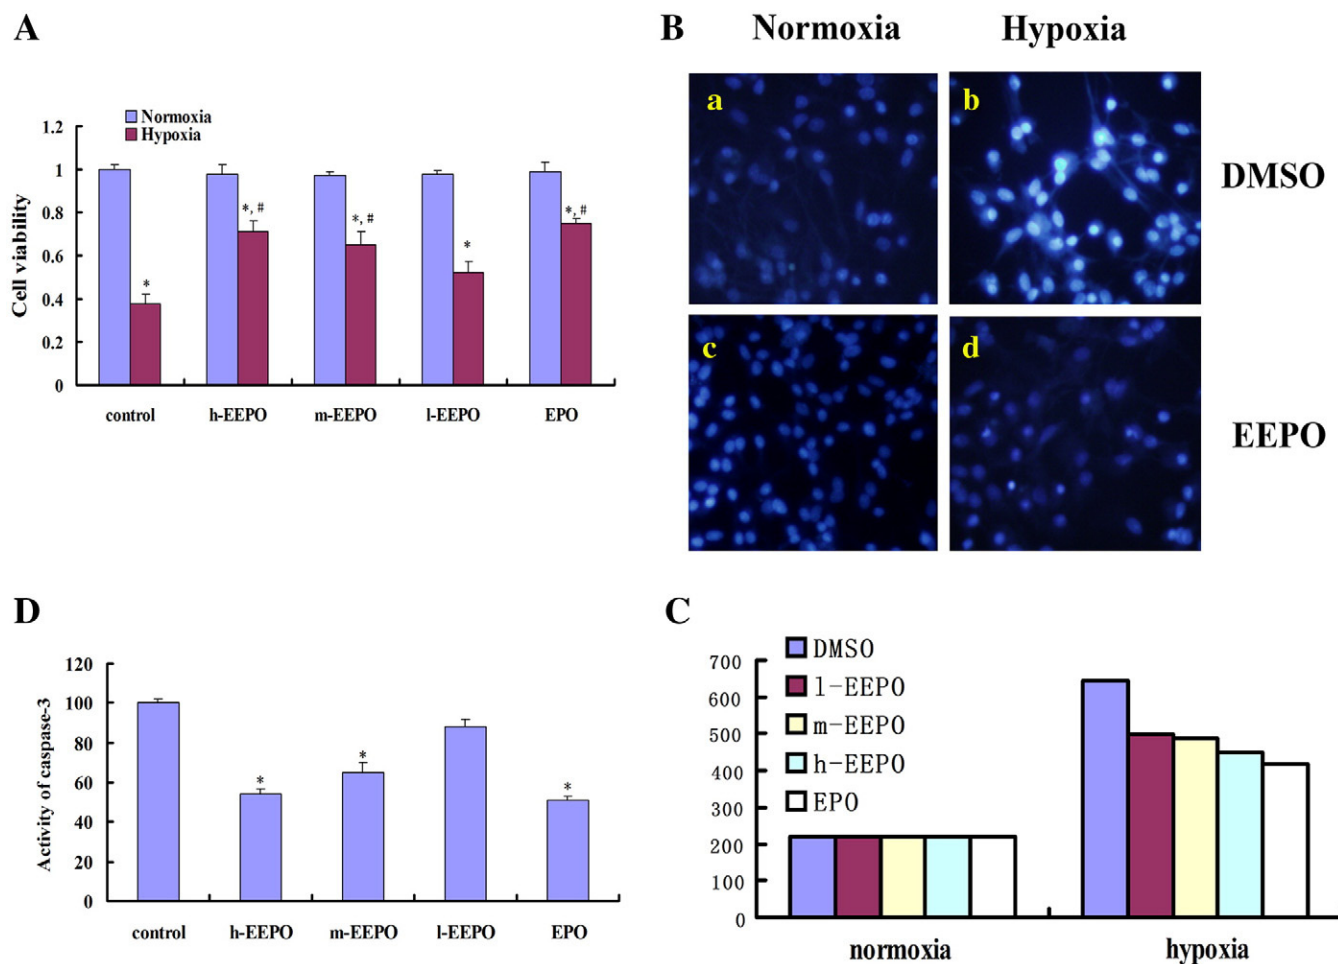 A
Normoxia
Hypoxia
1.2
1
0.8
0.6
0.4
0.2
0
Cell viability
*
*, #
*, #
*
*, #
control
h-EEPO
m-EEPO
l-EEPO
EPO
B
Normoxia
Hypoxia
a
b
DMSO
c
d
EEPO
D
120
100
80
60
40
20
0
Activity of caspase-3
*
*
*
control
h-EEPO
m-EEPO
l-EEPO
EPO
C
DMSO
l-EEPO
m-EEPO
h-EEPO
EPO
700
600
500
400
300
200
100
0
normoxia
hypoxia